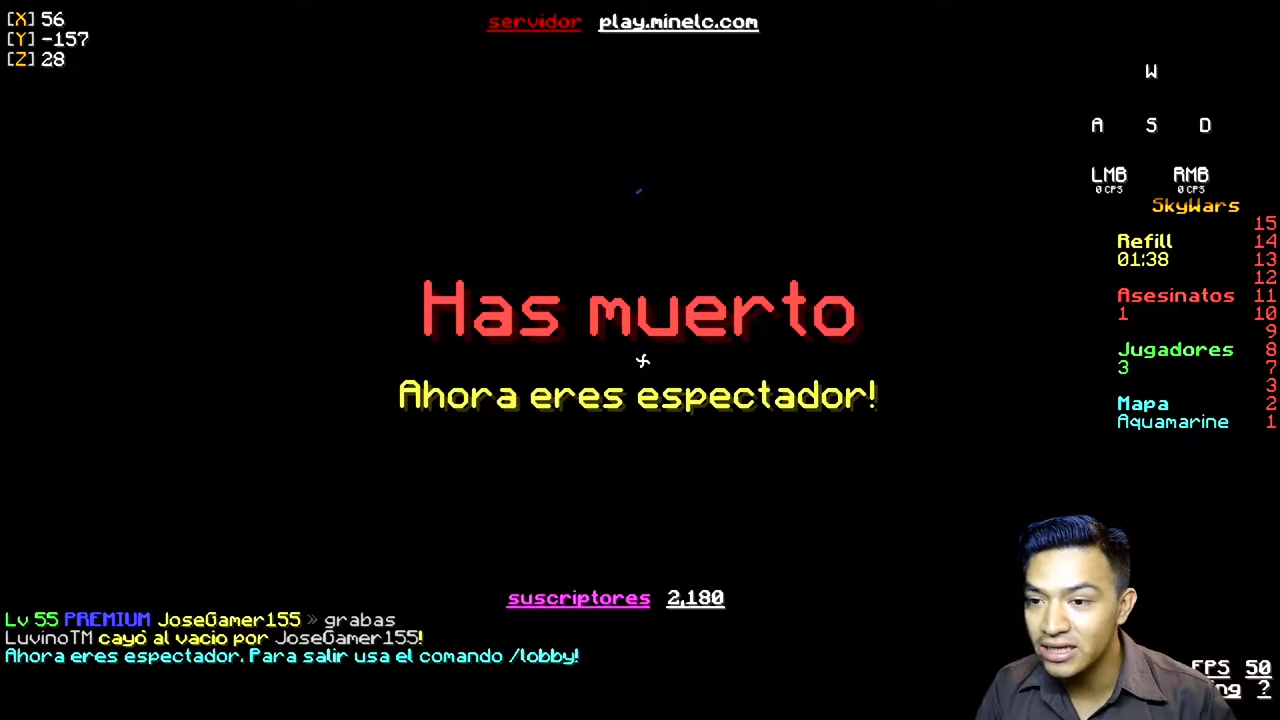 [X] 56
[Y] -157
[Z] 28
servidor play.minelc.com
W
A S D
LMB RMB
0 CPS 0 CPS
SkyWars
15
Refill 14
01:38 13
12
Asesinatos 11
1 10
9
Jugadores 8
3 7
3
Mapa 2
Aquamarine 1
Has muerto
Ahora eres espectador!
suscriptores 2,180
Lv 55 PREMIUM JoseGamer155 » grabas
LuvinoTM cayó al vacio por JoseGamer155!
Ahora eres espectador. Para salir usa el comando /lobby!
FPS 50
ng ?